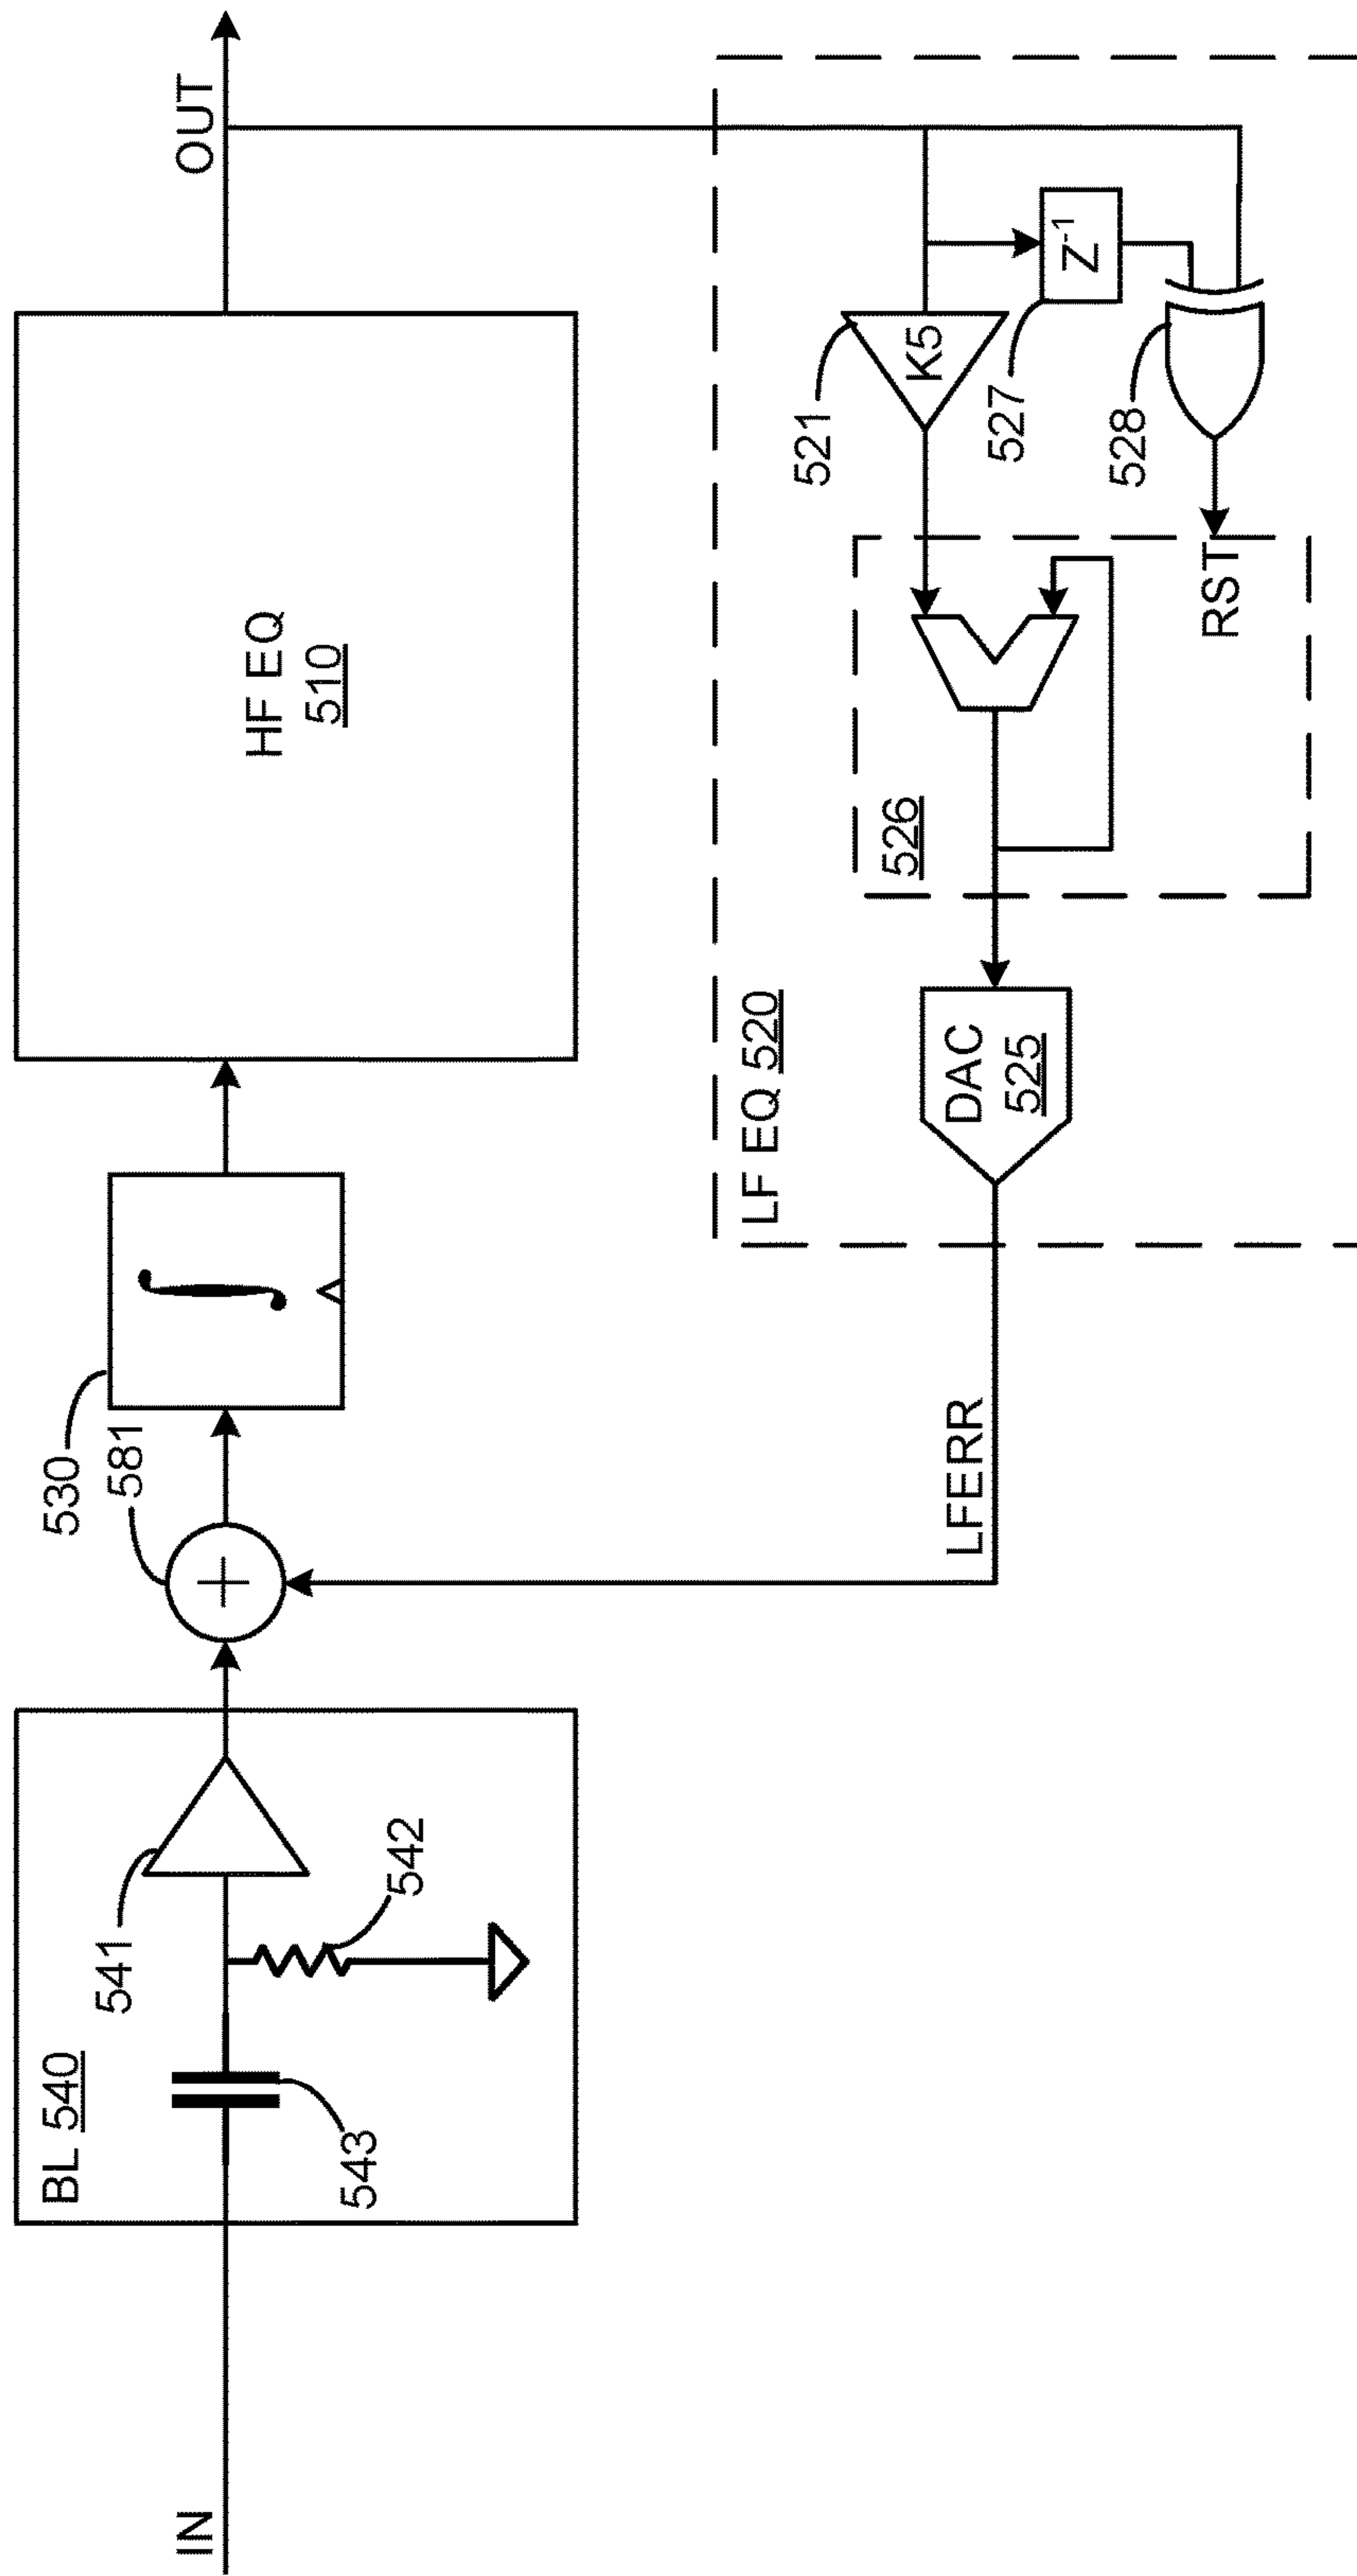 IN
BL 540
543
541
542
581
530
∫
HF EQ
510
OUT
LFERR
LF EQ 520
DAC
525
526
RST
521
K5
527
Z-1
528